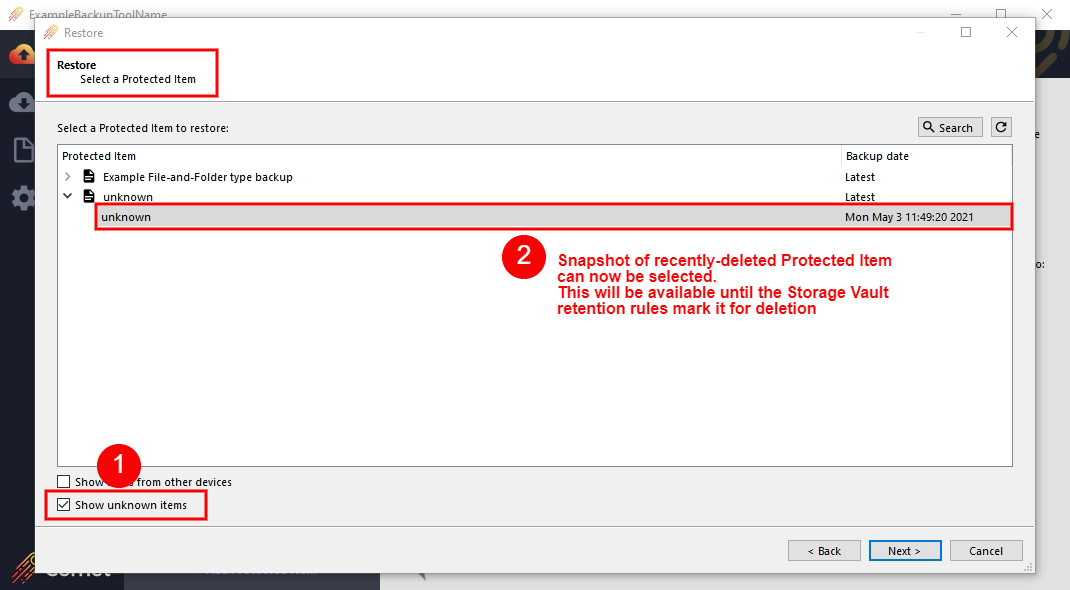 ExampleBackupToolName
Restore
Restore
Select a Protected Item
Select a Protected Item to restore:
Search
Protected Item
Backup date
Example File-and-Folder type backup
Latest
unknown
Latest
unknown
Mon May 3 11:49:20 2021
2
Snapshot of recently-deleted Protected Item
can now be selected.
This will be available until the Storage Vault
retention rules mark it for deletion
1
Show from other devices
Show unknown items
< Back
Next >
Cancel